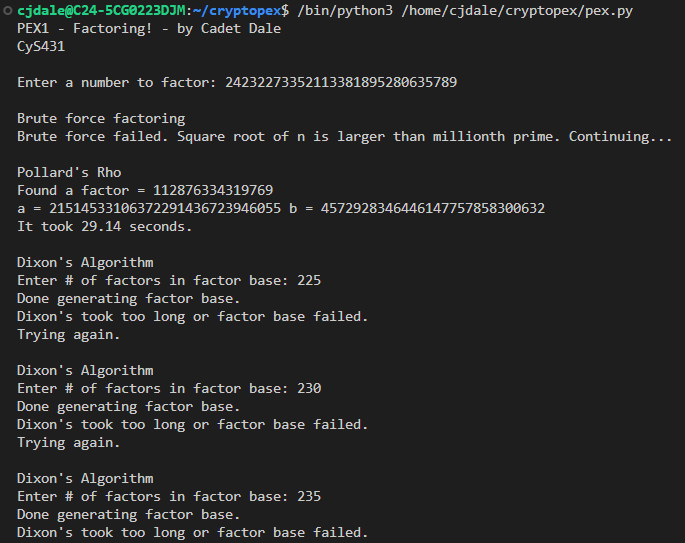 cjdale@C24-5CG0223DJM:~/cryptopex$ /bin/python3 /home/cjdale/cryptopex/pex.py
PEX1 - Factoring! - by Cadet Dale
CyS431
Enter a number to factor: 24232273352113381895280635789
Brute force factoring
Brute force failed. Square root of n is larger than millionth prime. Continuing...
Pollard's Rho
Found a factor = 112876334319769
a = 21514533106372291436723946055 b = 4572928346446147757858300632
It took 29.14 seconds.
Dixon's Algorithm
Enter # of factors in factor base: 225
Done generating factor base.
Dixon's took too long or factor base failed.
Trying again.
Dixon's Algorithm
Enter # of factors in factor base: 230
Done generating factor base.
Dixon's took too long or factor base failed.
Trying again.
Dixon's Algorithm
Enter # of factors in factor base: 235
Done generating factor base.
Dixon's took too long or factor base failed.